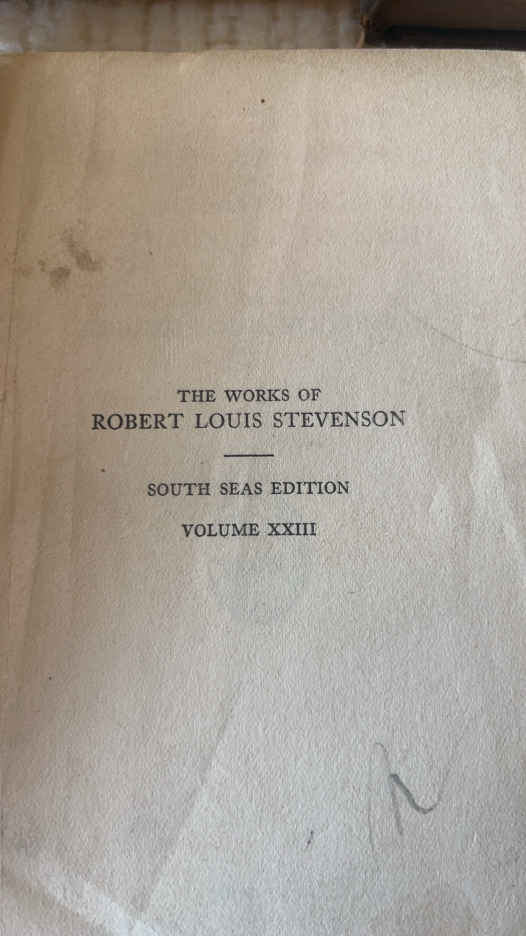 THE WORKS OF
ROBERT LOUIS STEVENSON
SOUTH SEAS EDITION
VOLUME XXIII